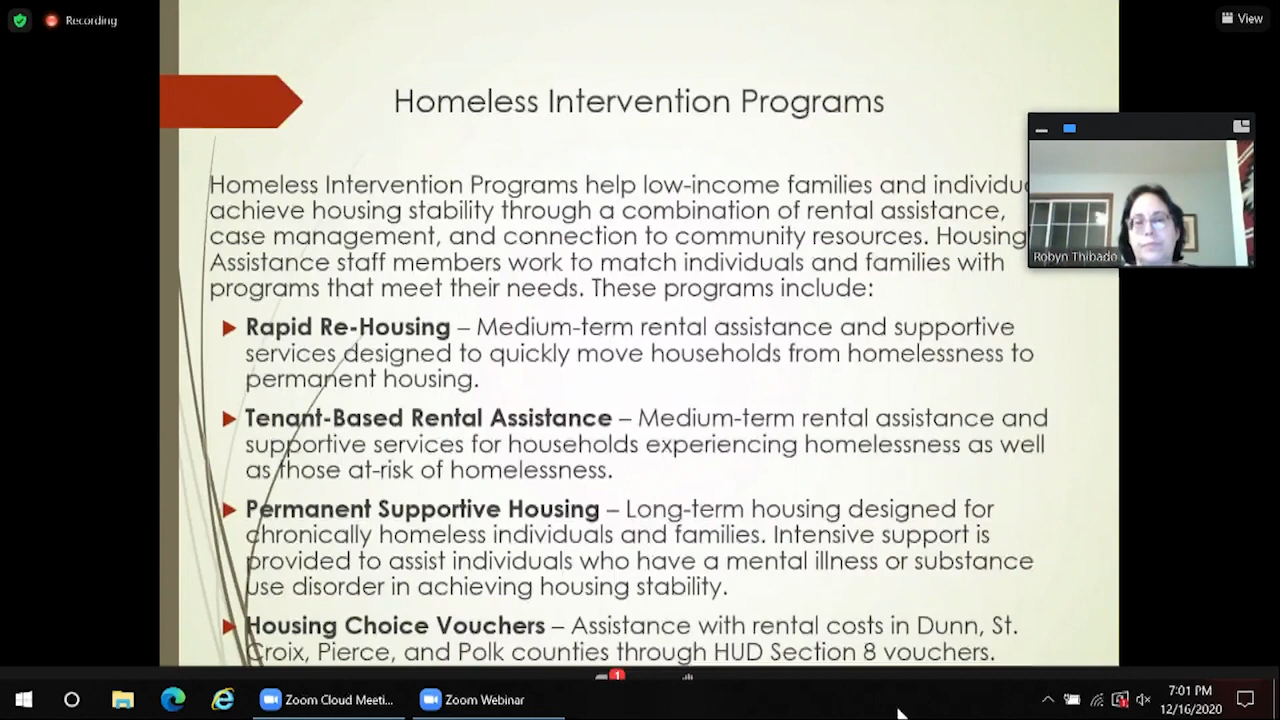 Recording
View
Homeless Intervention Programs
Homeless Intervention Programs help low-income families and
achieve housing stability through a combination of rental assistance,
case management, and connection to community resources. Housing
Assistance staff members work to match individuals and families with
programs that meet their needs. These programs include:
Robyn Thibado
Rapid Re-Housing – Medium-term rental assistance and supportive
services designed to quickly move households from homelessness to
permanent housing.
Tenant-Based Rental Assistance – Medium-term rental assistance and
supportive services for households experiencing homelessness as well
as those at-risk of homelessness.
Permanent Supportive Housing – Long-term housing designed for
chronically homeless individuals and families. Intensive support is
provided to assist individuals who have a mental illness or substance
use disorder in achieving housing stability.
Housing Choice Vouchers – Assistance with rental costs in Dunn, St.
Croix, Pierce, and Polk counties through HUD Section 8 vouchers.
1
Zoom Cloud Meeti...
Zoom Webinar
7:01 PM
12/16/2020